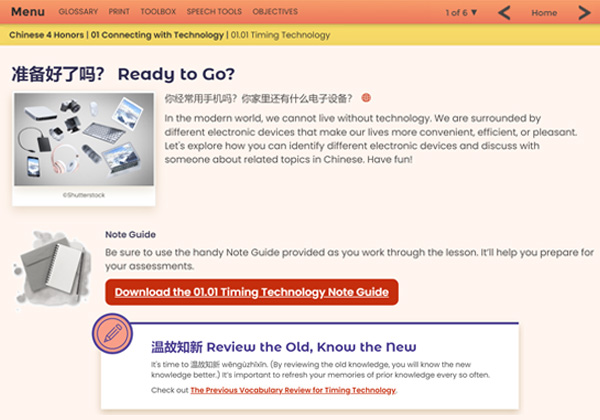 Menu GLOSSARY PRINT TOOLBOX SPEECH TOOLS OBJECTIVES 1 of 6 ▼ Home
Chinese 4 Honors | 01 Connecting with Technology | 01.01 Timing Technology
准备好了吗? Ready to Go?
你经常用手机吗? 你家里还有什么电子设备?
In the modern world, we cannot live without technology. We are surrounded by
different electronic devices that make our lives more convenient, efficient, or pleasant.
Let's explore how you can identify different electronic devices and discuss with
someone about related topics in Chinese. Have fun!
©Shutterstock
Note Guide
Be sure to use the handy Note Guide provided as you work through the lesson. It'll help you prepare for
your assessments.
Download the 01.01 Timing Technology Note Guide
温故知新 Review the Old, Know the New
It's time to 温故知新 wēngùzhīxīn. (By reviewing the old knowledge, you will know the new
knowledge better.) It's important to refresh your memories of prior knowledge every so often.
Check out The Previous Vocabulary Review for Timing Technology.